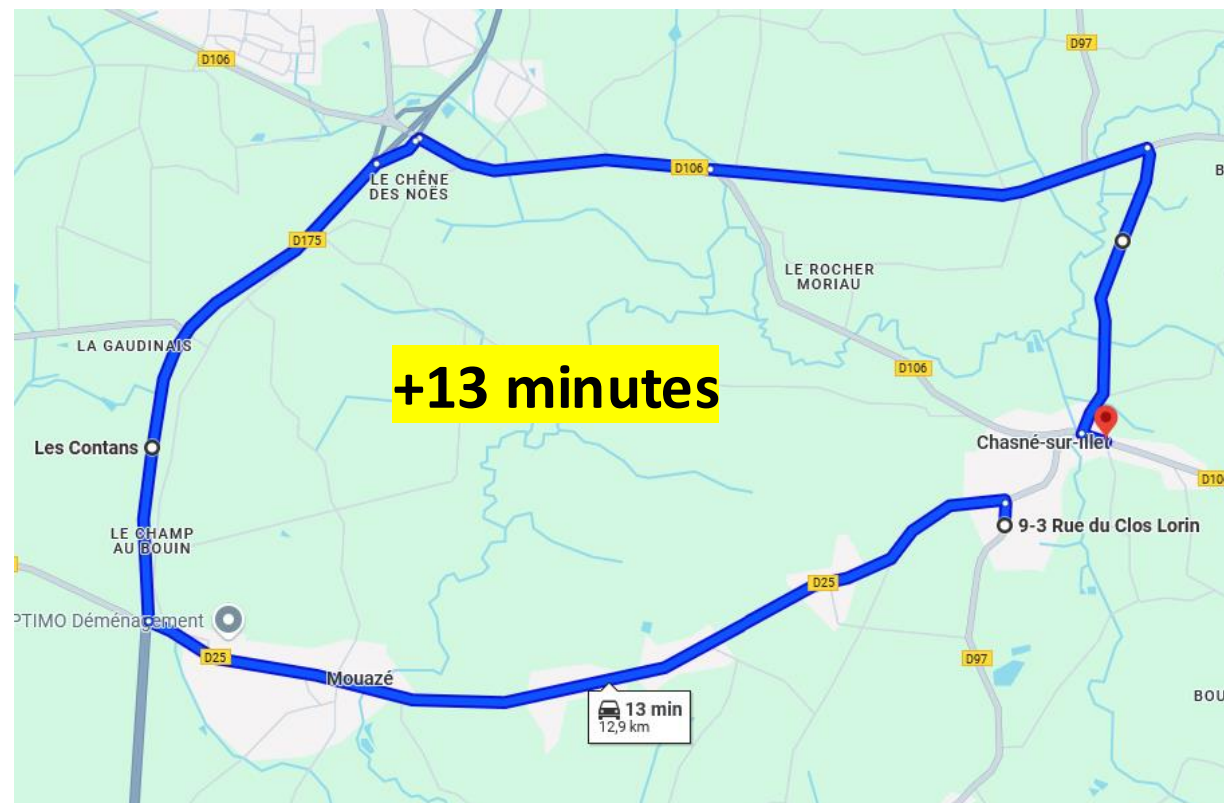 D106
D97
LE CHÊNE
DES NOËS
D106
D175
LE ROCHER
MORIAU
LA GAUDINAIS
D106
+13 minutes
Les Contans
Chasné-sur-Illet
D10
LE CHAMP
AU BOUIN
9-3 Rue du Clos Lorin
D25
PTIMO Déménagement
D25
D97
Mouazé
BOU
13 min
12,9 km
B